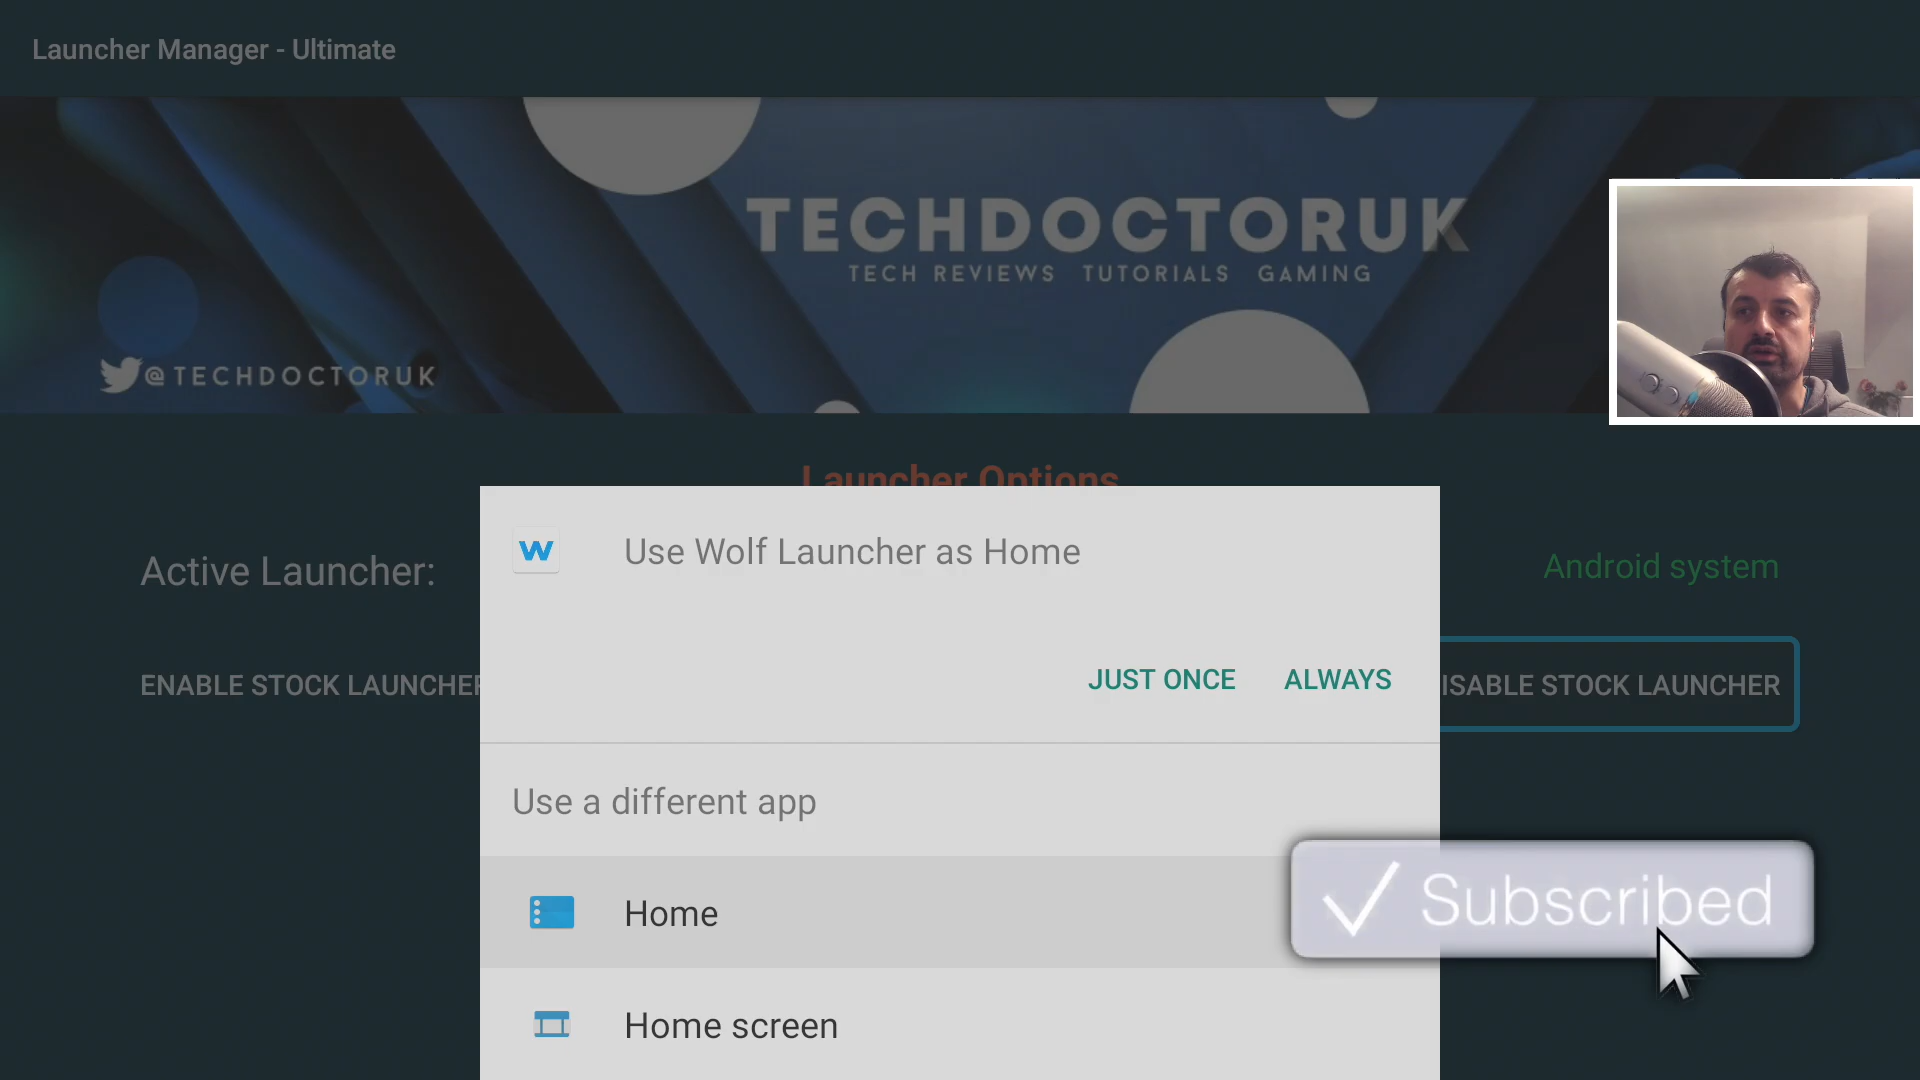 Launcher Manager - Ultimate
TECHDOCTORUK
TECH REVIEWS TUTORIALS GAMING
@TECHDOCTORUK
Launcher Options
Use Wolf Launcher as Home
Active Launcher:
Android system
JUST ONCE
ALWAYS
ENABLE STOCK LAUNCHER
ISABLE STOCK LAUNCHER
Use a different app
Subscribed
Home
Home screen